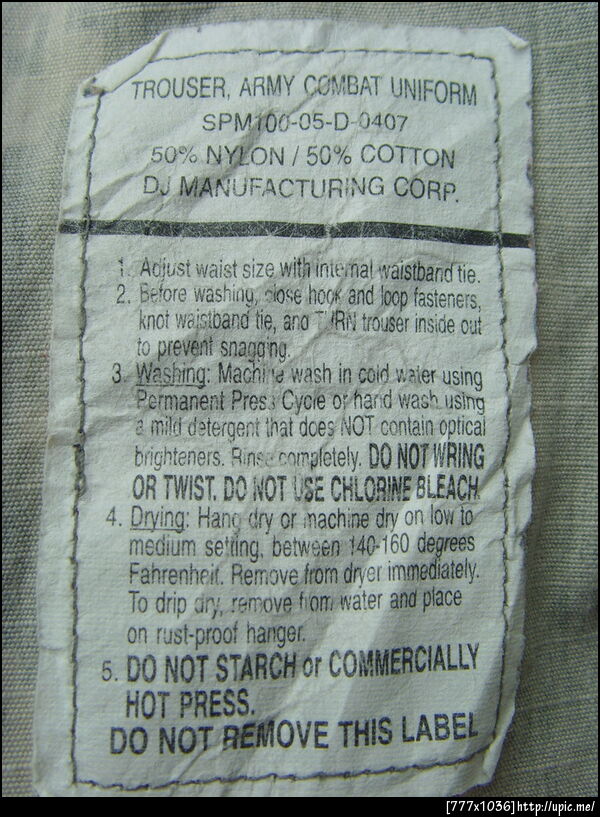 TROUSER, ARMY COMBAT UNIFORM
SPM100-05-D-0407
50% NYLON / 50% COTTON
DJ MANUFACTURING CORP.
1. Adjust waist size with internal waistband tie.
2. Before washing, close hook and loop fasteners,
knot waistband tie, and TURN trouser inside out
to prevent snagging.
3. Washing: Machine wash in cold water using
Permanent Press Cycle or hand wash using
a mild detergent that does NOT contain optical
brighteners. Rinse completely. DO NOT WRING
OR TWIST. DO NOT USE CHLORINE BLEACH
4. Drying: Hang dry or machine dry on low to
medium setting, between 140-160 degrees
Fahrenheit. Remove from dryer immediately.
To drip dry, remove from water and place
on rust-proof hanger.
5. DO NOT STARCH or COMMERCIALLY
HOT PRESS.
DO NOT REMOVE THIS LABEL
[777x1036]http://upic.me/